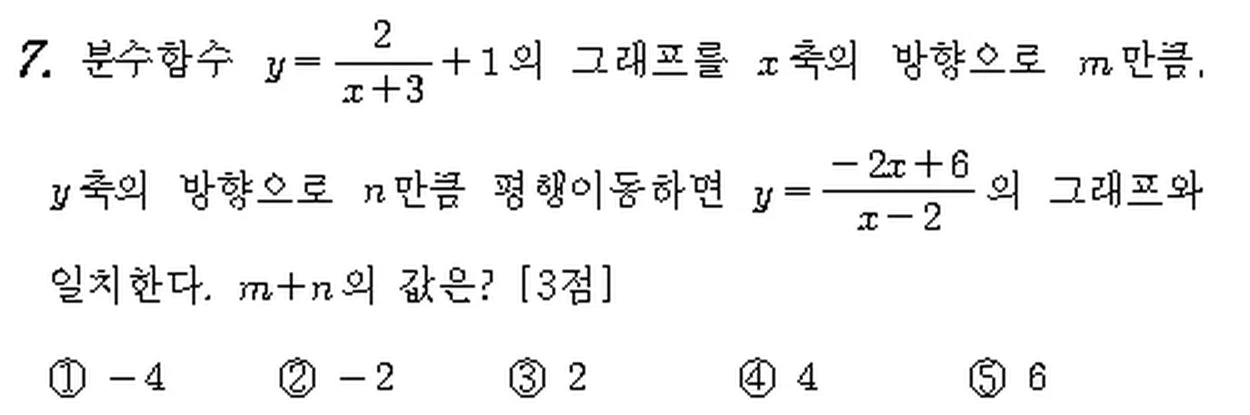 7. 분수함수 y=2/(x+3)+1의 그래프를 x축의 방향으로 m만큼,
y축의 방향으로 n만큼 평행이동하면 y=(-2x+6)/(x-2)의 그래프와
일치한다. m+n의 값은? [3점]
① -4 ② -2 ③ 2 ④ 4 ⑤ 6